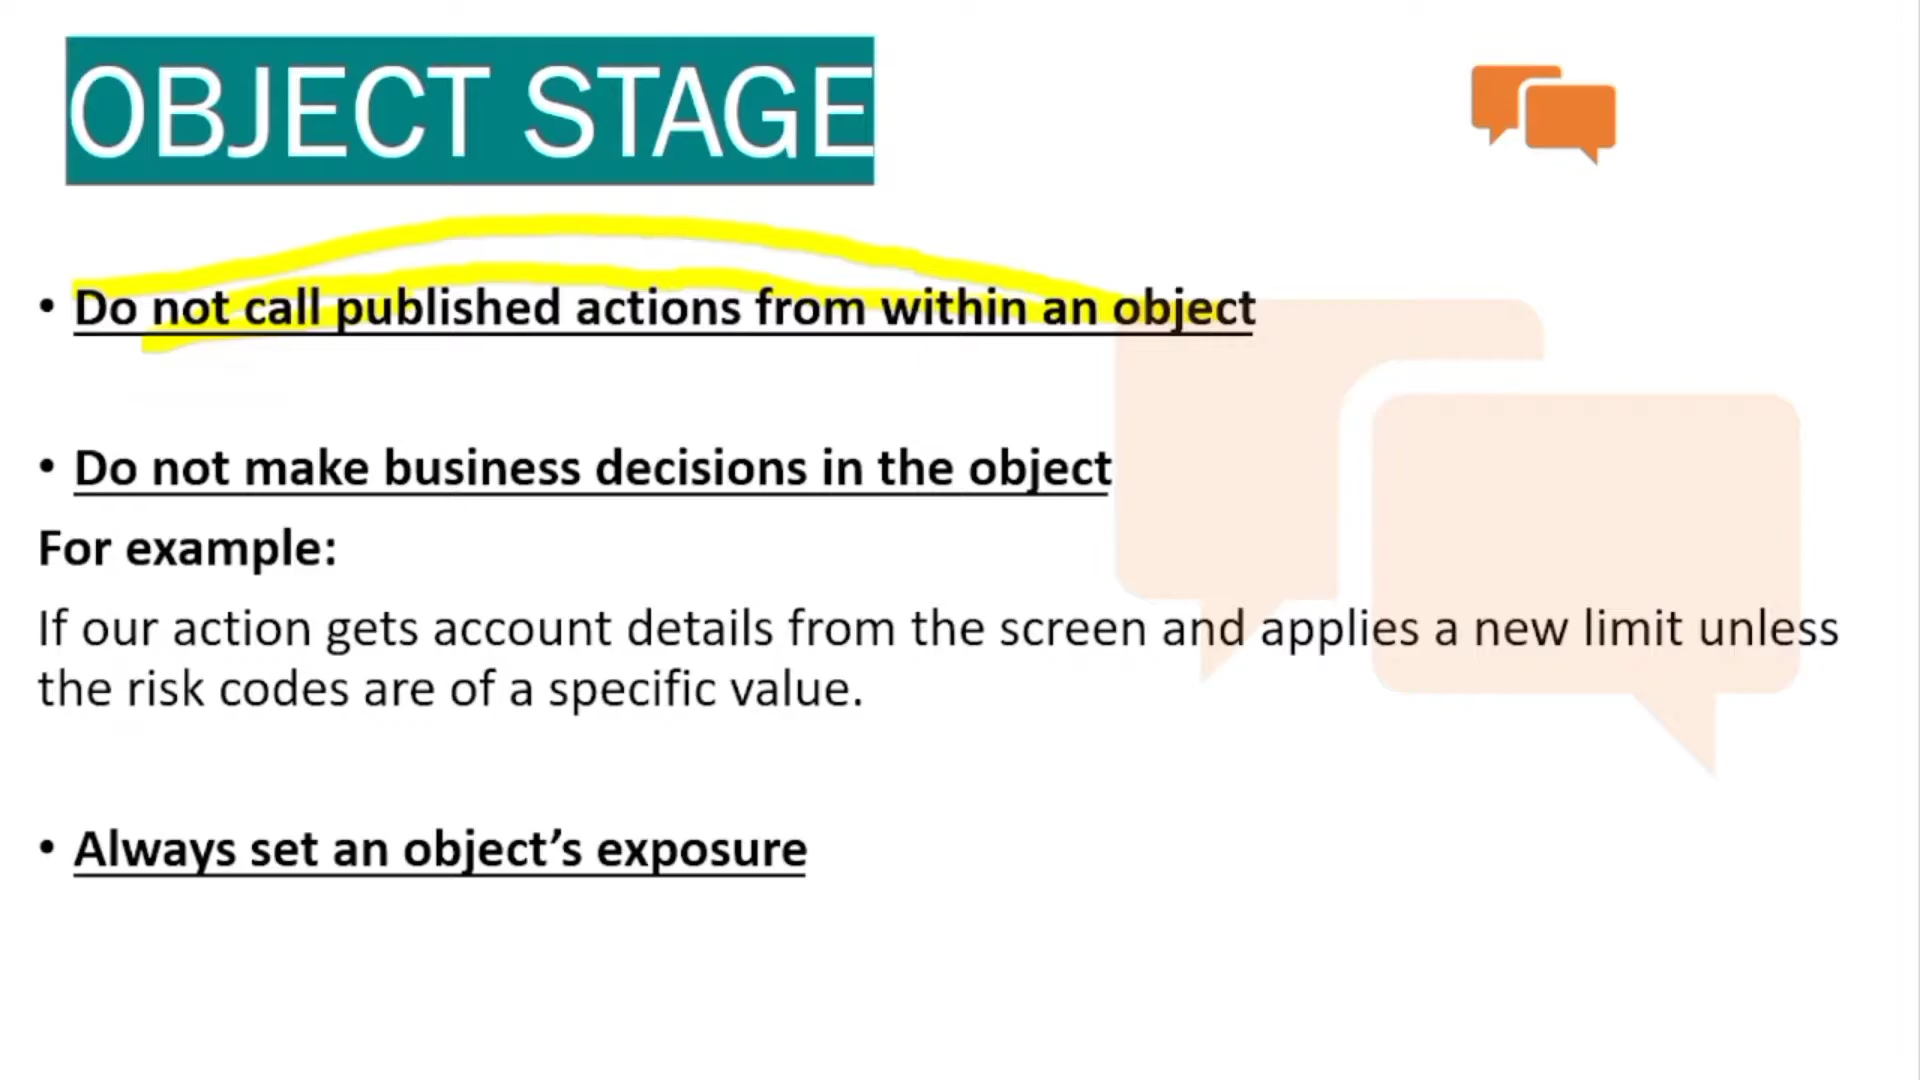 OBJECT STAGE
• Do not call published actions from within an object
• Do not make business decisions in the object
For example:
If our action gets account details from the screen and applies a new limit unless
the risk codes are of a specific value.
• Always set an object’s exposure